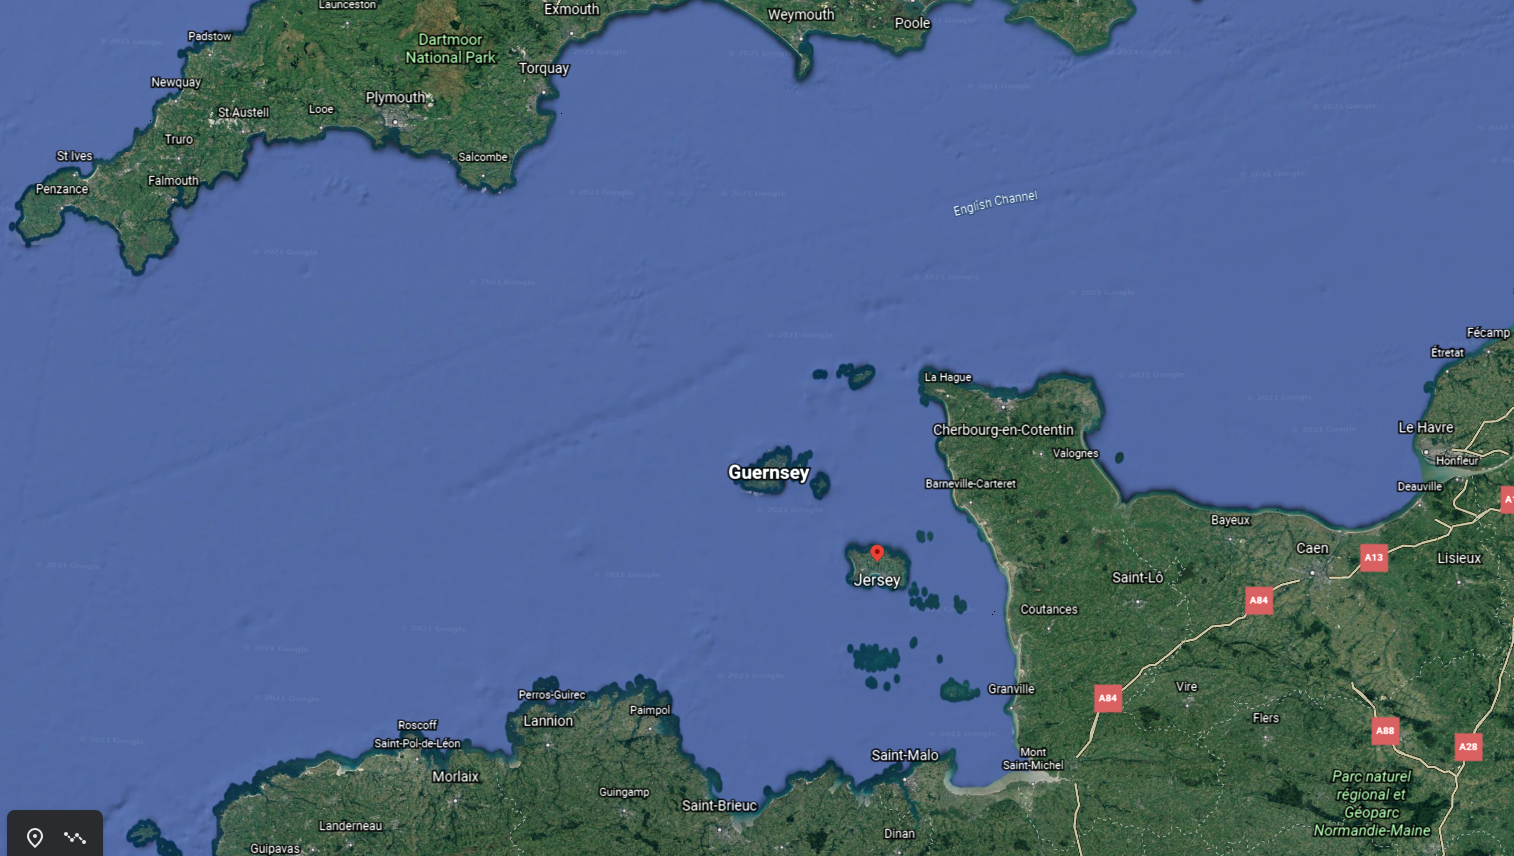 Launceston
Exmouth
Weymouth
Poole
Padstow
Dartmoor
National Park
Torquay
Newquay
Plymouth
St Austell
Looe
Truro
St Ives
Salcombe
Penzance
Falmouth
English Channel
Fécamp
Étretat
La Hague
Cherbourg-en-Cotentin
Le Havre
Valognes
Honfleur
Guernsey
Barneville-Carteret
Deauville
Bayeux
Caen
A13
Lisieux
Jersey
Saint-Lô
A84
Coutances
Perros-Guirec
Granville
A84
Vire
Paimpol
Lannion
Flers
Roscoff
A88
Saint-Pol-de-Léon
A28
Saint-Malo
Mont
Saint-Michel
Morlaix
Parc naturel
régional et
Géoparc
Normandie-Maine
Guingamp
Saint-Brieuc
Landerneau
Dinan
Guipavas